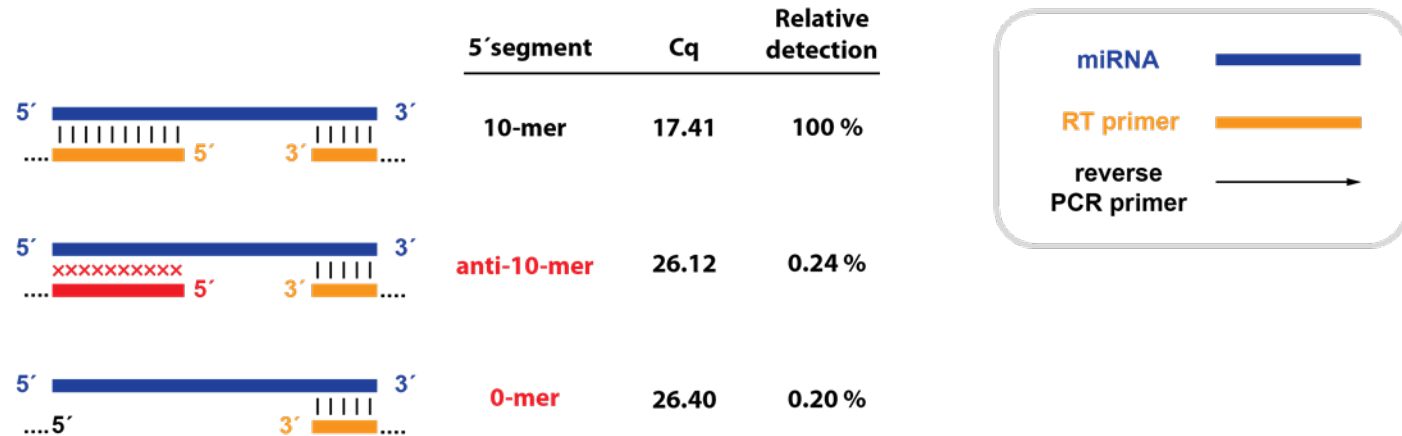 5´segment Cq Relative detection
5´ 3´
10-mer 17.41 100 %
.... 5´ 3´ ....
5´ 3´
xxxxxxxxxx
anti-10-mer 26.12 0.24 %
.... 5´ 3´ ....
5´ 3´
0-mer 26.40 0.20 %
....5´ 3´ ....
miRNA
RT primer
reverse
PCR primer